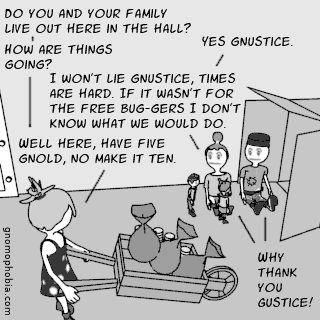 DO YOU AND YOUR FAMILY
LIVE OUT HERE IN THE HALL?
YES GNUSTICE.
HOW ARE THINGS
GOING?
I WON'T LIE GNUSTICE, TIMES
ARE HARD. IF IT WASN'T FOR
THE FREE BUG-GERS I DON'T
KNOW WHAT WE WOULD DO.
WELL HERE, HAVE FIVE
GNOLD, NO MAKE IT TEN.
WHY
THANK
YOU
GUSTICE!
gnomophobia.com